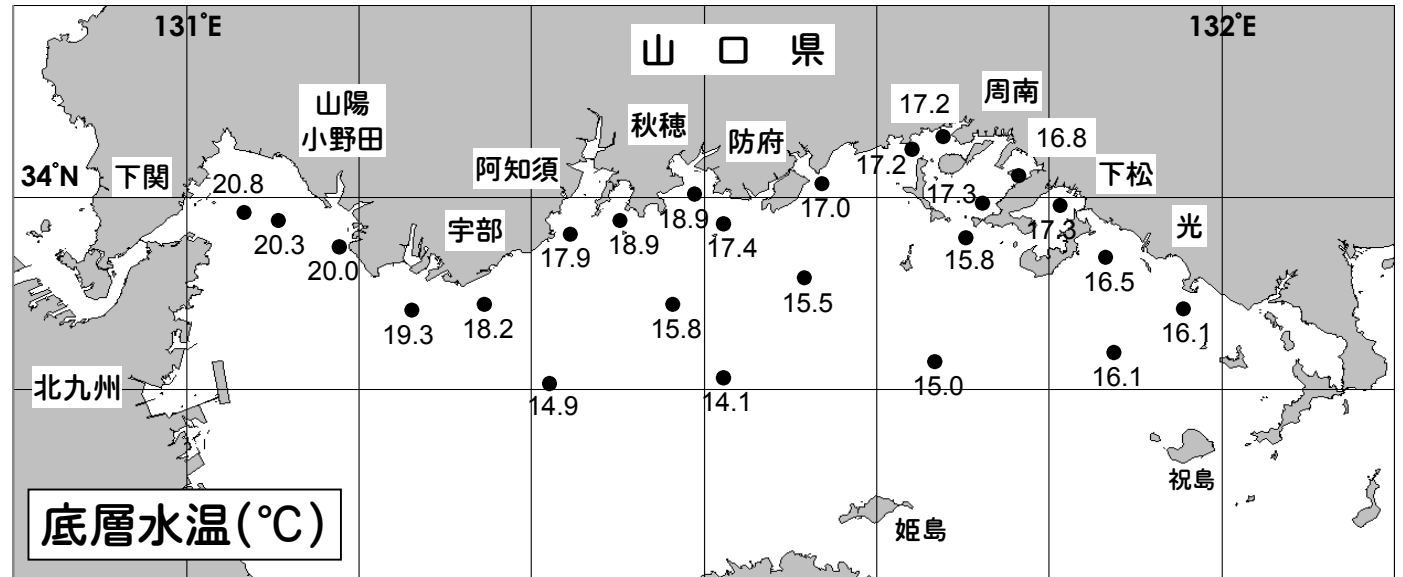 131°E
132°E
山 口 県
山陽
小野田
秋穂
防府
17.2
周南
16.8
34°N
下関
20.8
阿知須
17.2
下松
20.3
20.0
宇部
17.9
18.9
18.9
17.4
17.0
17.3
15.8
17.3
光
16.5
19.3
18.2
15.8
15.5
16.1
北九州
14.9
14.1
15.0
16.1
祝島
底層水温(℃)
姫島